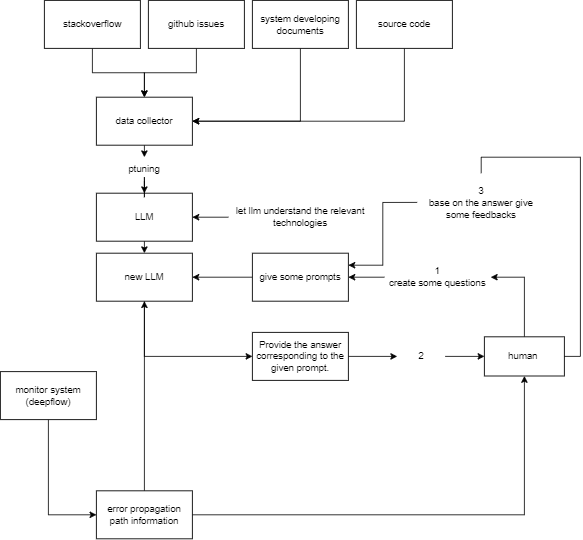 stackoverflow
github issues
system developing
documents
source code
data collector
ptuning
LLM
let llm understand the relevant
technologies
3
base on the answer give
some feedbacks
new LLM
give some prompts
1
create some questions
Provide the answer
corresponding to the
given prompt.
2
human
monitor system
(deepflow)
error propagation
path information